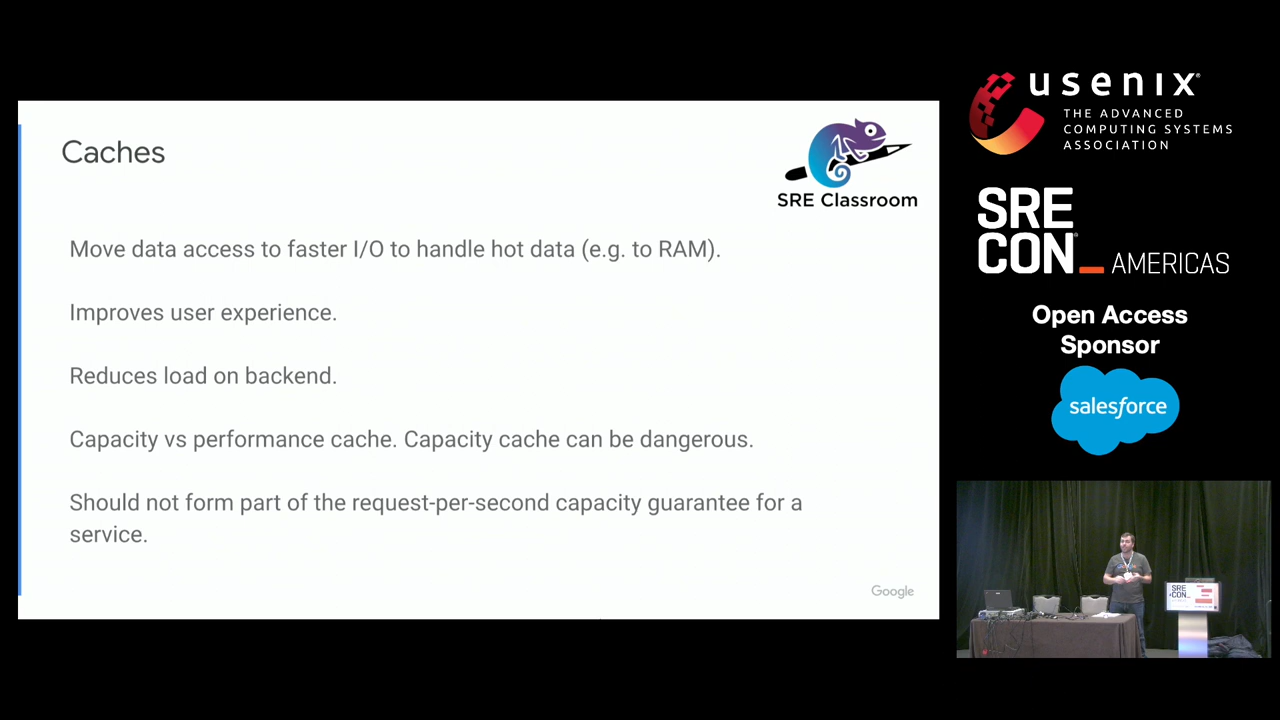 Caches
SRE Classroom
Move data access to faster I/O to handle hot data (e.g. to RAM).
Improves user experience.
Reduces load on backend.
Capacity vs performance cache. Capacity cache can be dangerous.
Should not form part of the request-per-second capacity guarantee for a
service.
Google
usenix®
THE ADVANCED
COMPUTING SYSTEMS
ASSOCIATION
SRE
CON
AMERICAS
Open Access
Sponsor
salesforce
SRE
CON